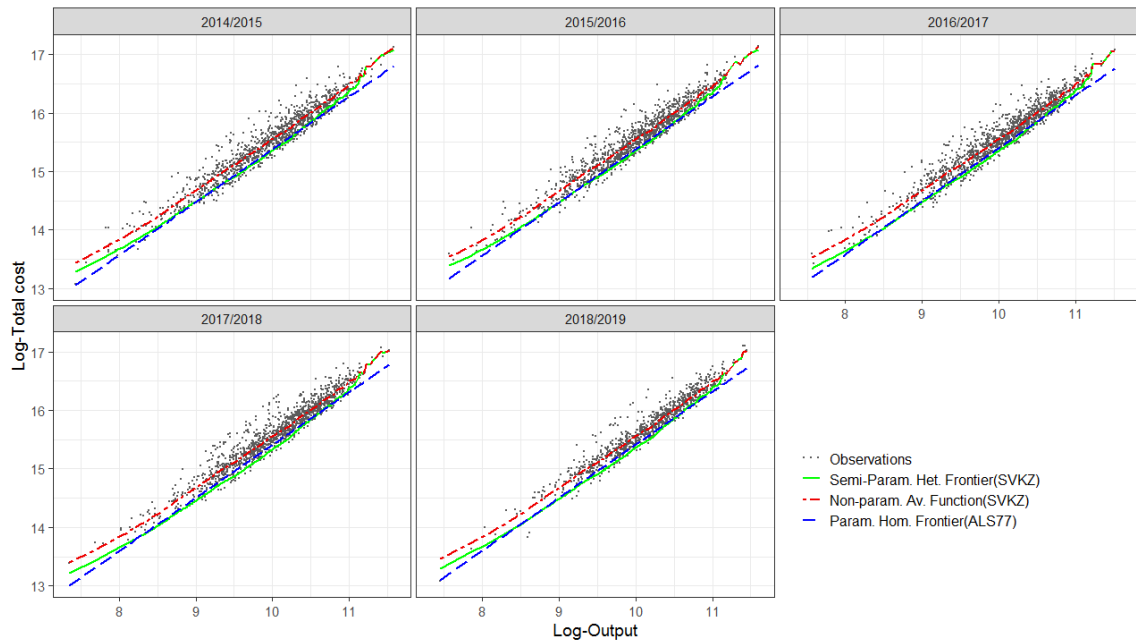 2014/2015
2015/2016
2016/2017
17
16
15
14
13
8 9 10 11
2017/2018
2018/2019
17
16
15
14
13
8 9 10 11
8 9 10 11
Log-Total cost
Log-Output
Observations
Semi-Param. Het. Frontier(SVKZ)
Non-param. Av. Function(SVKZ)
Param. Hom. Frontier(ALS77)